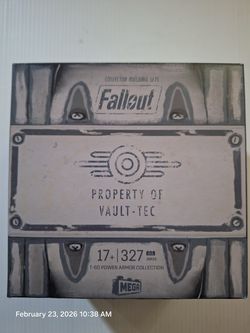 COLLECTOR BUILDING SETS
Fallout
PROPERTY OF
VAULT-TEC
17+ 327
T-60 POWER ARMOR COLLECTION
MEGA
February 23, 2026 10:38 AM